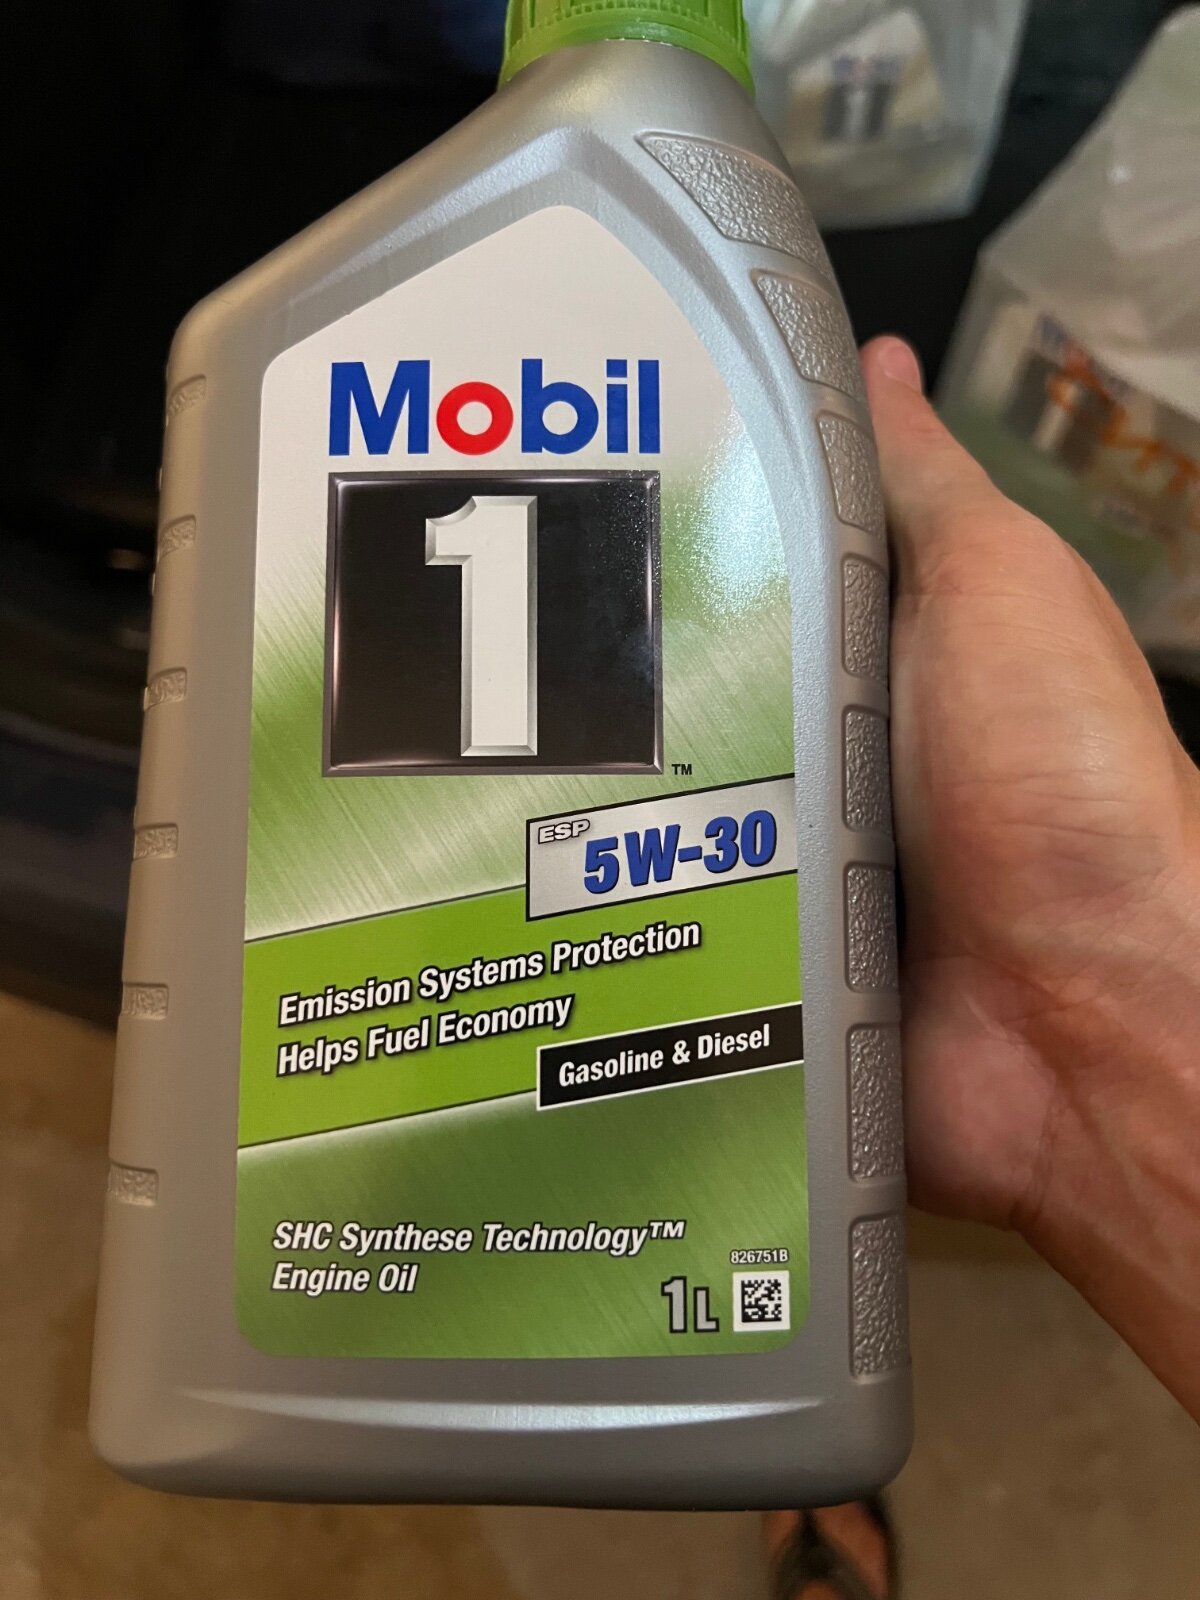 Mobil
1
TM
ESP
5W-30
Emission Systems Protection
Helps Fuel Economy
Gasoline & Diesel
SHC Synthese Technology™
Engine Oil
826751B
1L